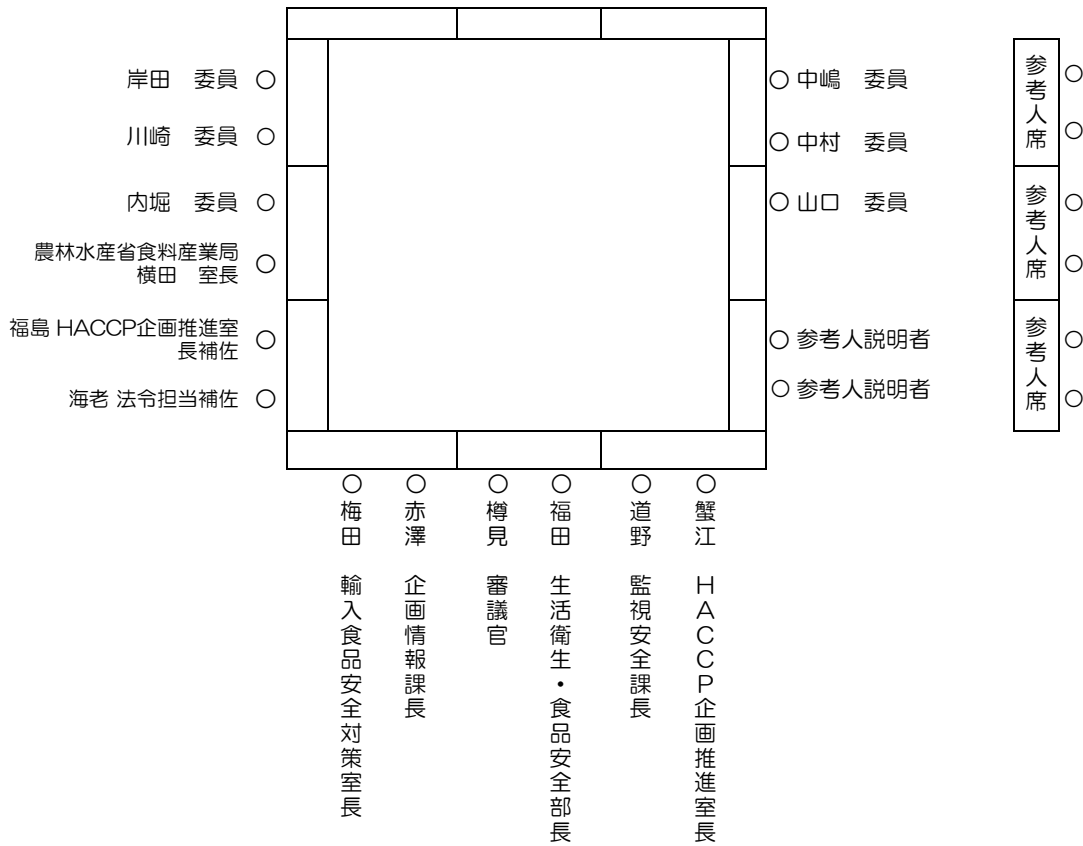 岸田　委員 ○
川崎　委員 ○
内堀　委員 ○
農林水産省食料産業局
横田　室長 ○
福島 HACCP企画推進室
長補佐 ○
海老 法令担当補佐 ○
○ 中嶋　委員
○ 中村　委員
○ 山口　委員
○ 参考人説明者
○ 参考人説明者
参考人席 ○ ○
参考人席 ○ ○
参考人席 ○ ○
○ 梅田　輸入食品安全対策室長
○ 赤澤　企画情報課長
○ 樽見　審議官
○ 福田　生活衛生・食品安全部長
○ 道野　監視安全課長
○ 蟹江　HACCP企画推進室長